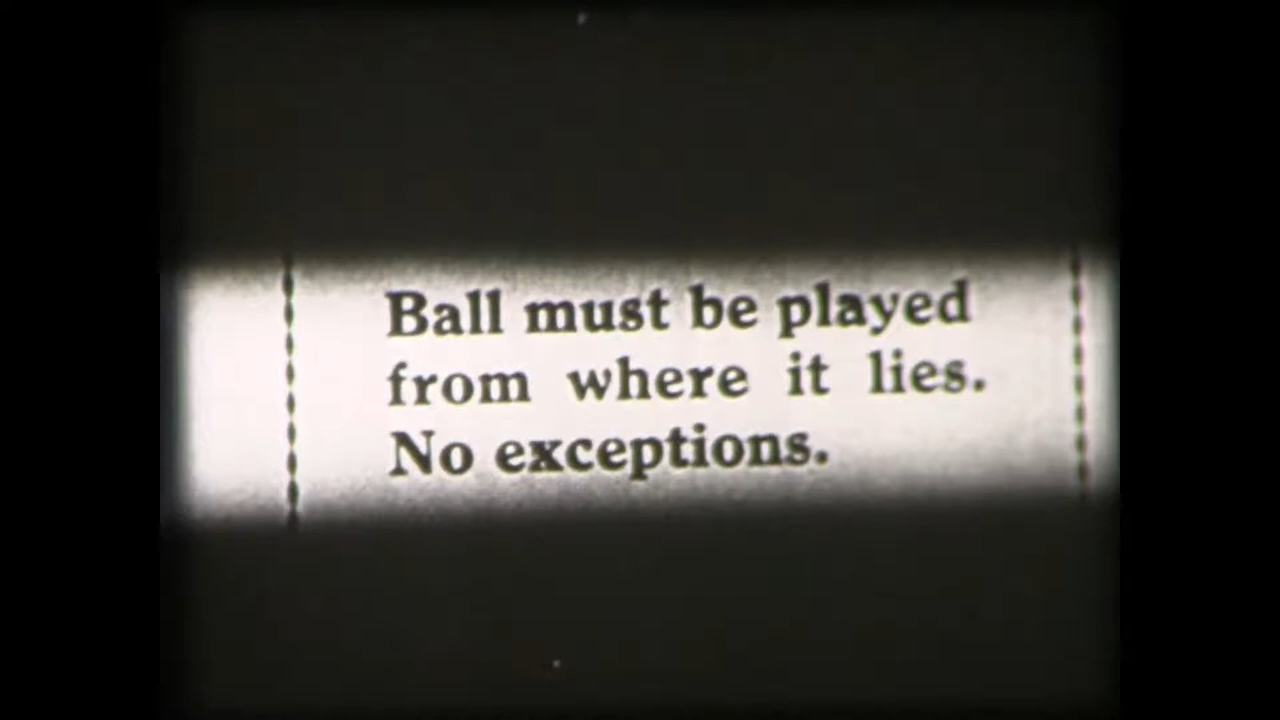 Ball must be played
from where it lies.
No exceptions.